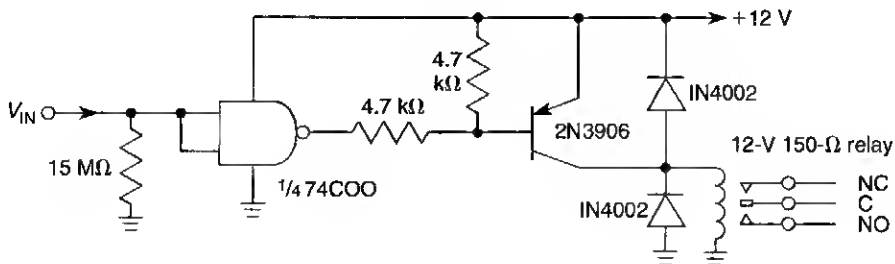 +12 V
4.7
kΩ
IN4002
V_IN
4.7 kΩ
2N3906
15 MΩ
12-V 150-Ω relay
1/4 74COO
IN4002
NC
C
NO